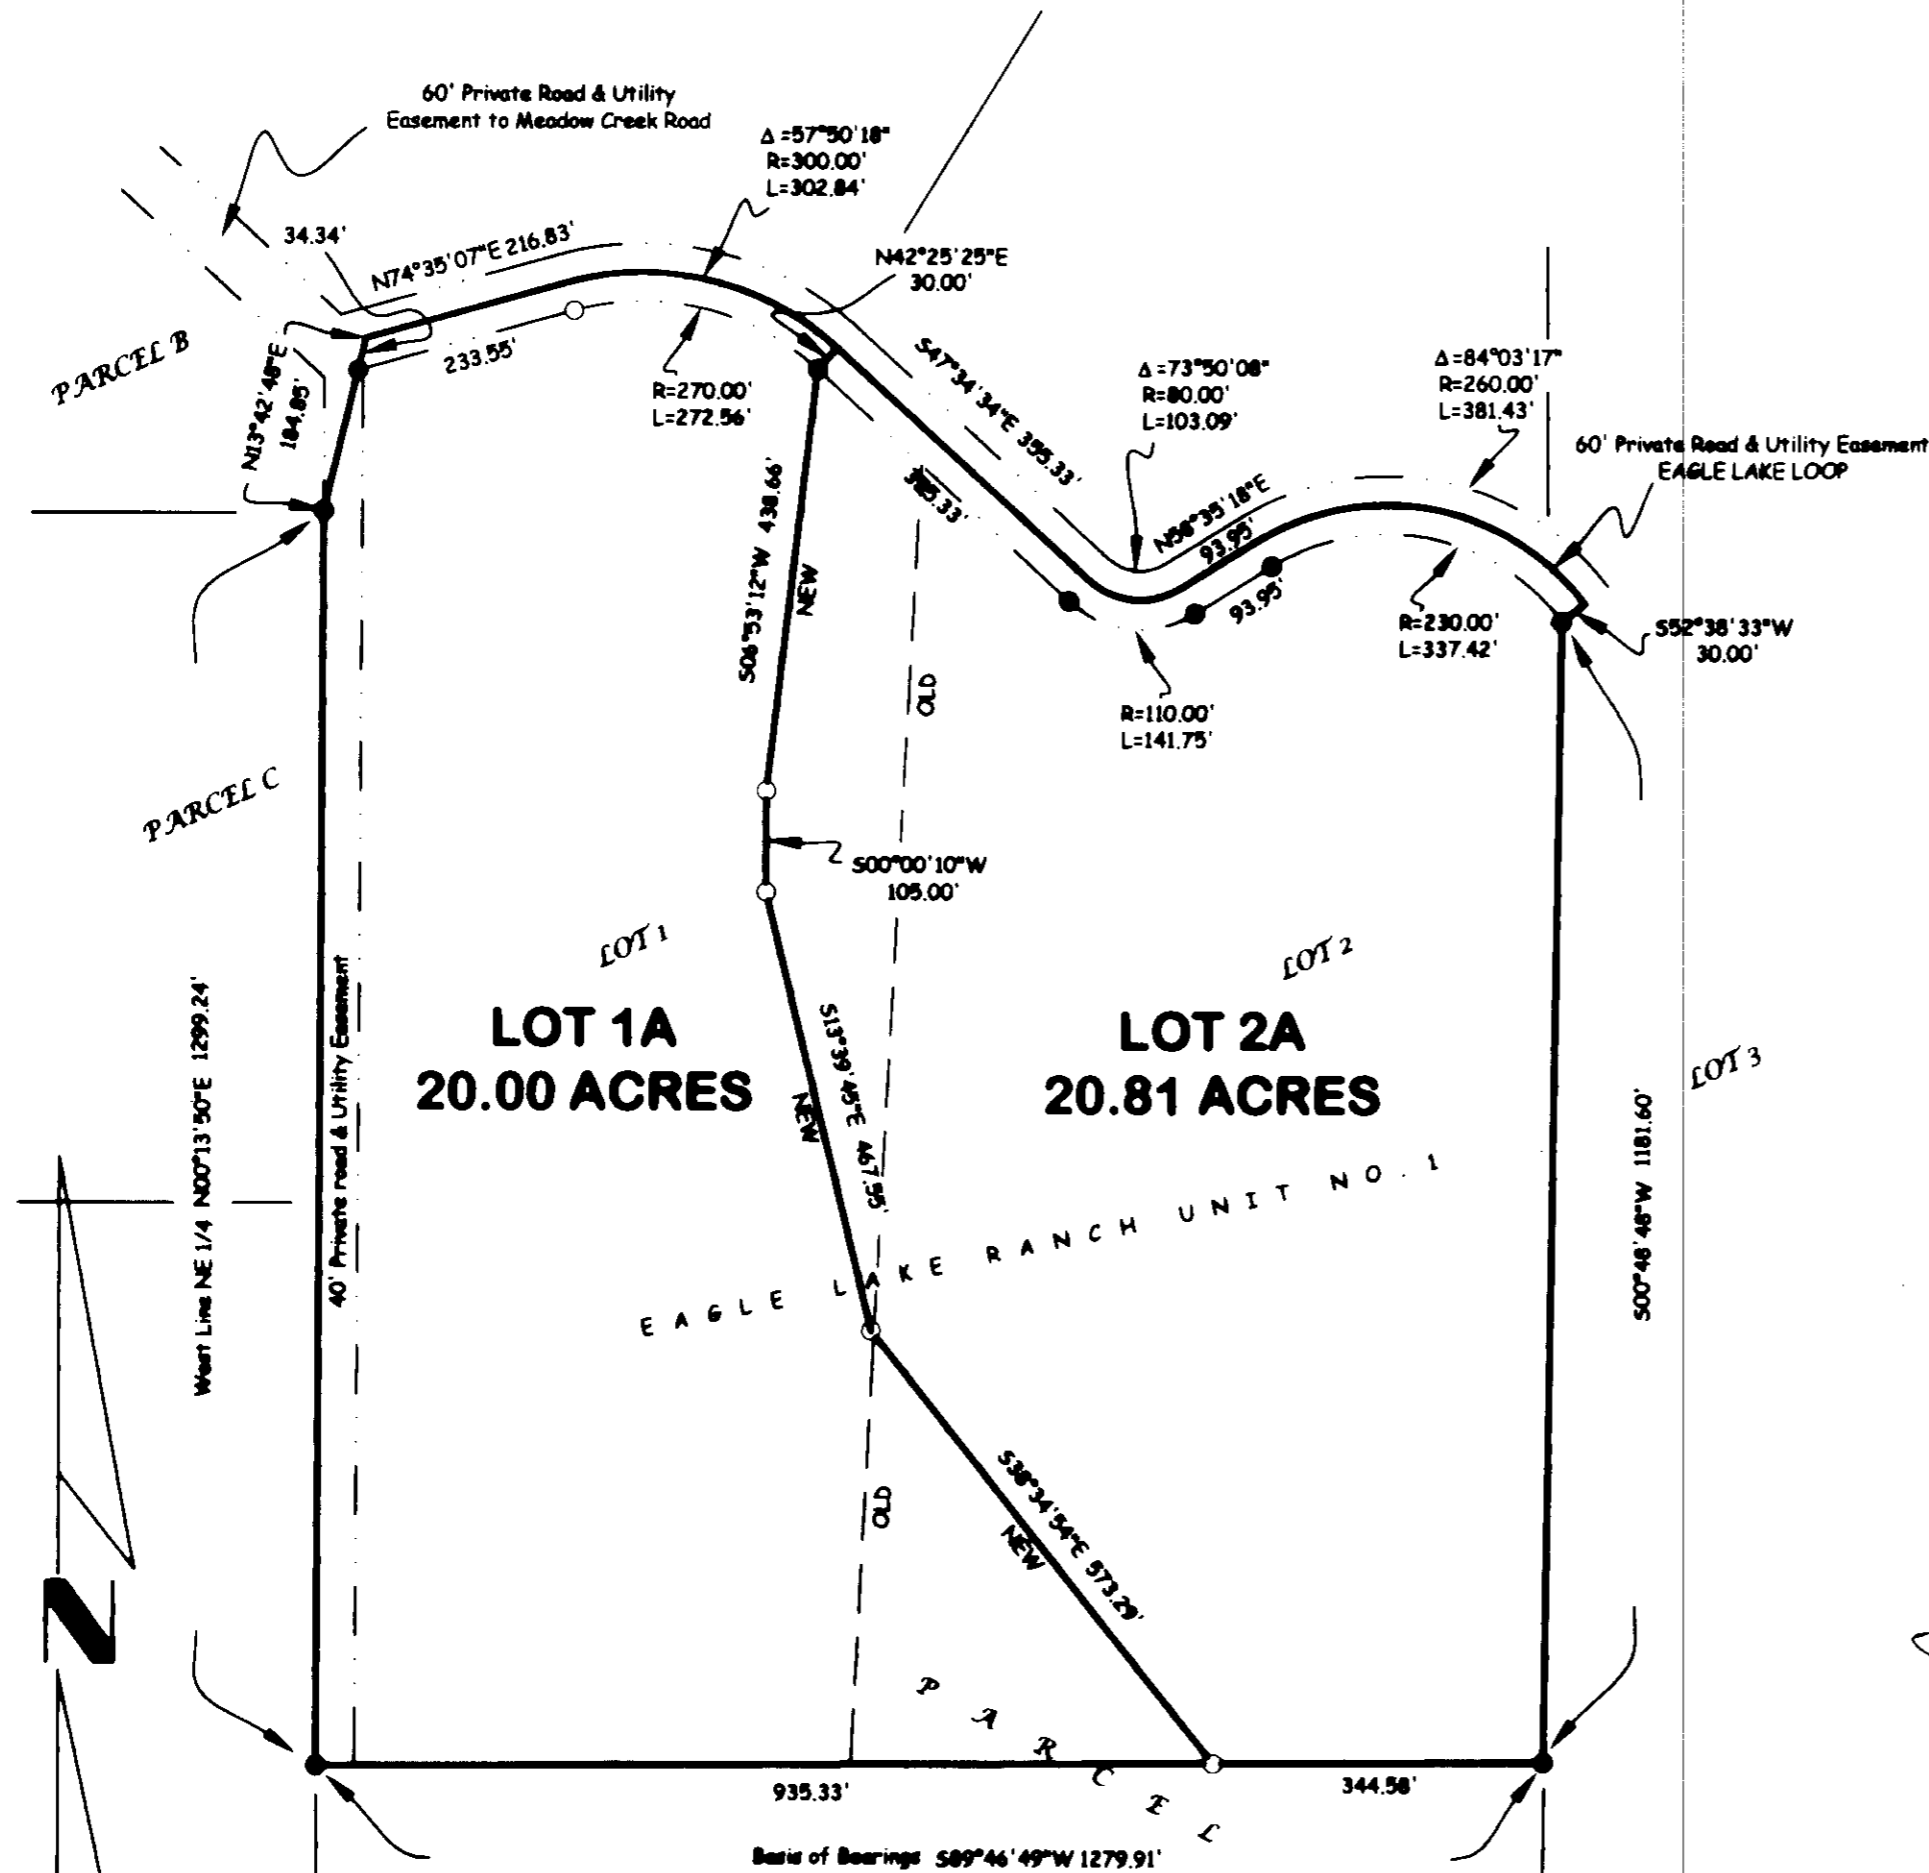 60' Private Road & Utility
Easement to Meadow Creek Road
Δ=57°50'18"
R=300.00'
L=302.84'
34.34'
N74°35'07"E 216.83'
N42°25'25"E
30.00'
PARCEL B
N13°42'48"E
184.85'
233.55'
R=270.00'
L=272.56'
S47°34'34"E 355.33'
Δ=73°50'08"
R=80.00'
L=103.09'
Δ=84°03'17"
R=260.00'
L=381.43'
60' Private Road & Utility Easement
EAGLE LAKE LOOP
N58°35'18"E
93.95'
93.95'
S06°53'12"W 438.66'
NEW
OLD
R=230.00'
L=337.42'
S52°38'33"W
30.00'
R=110.00'
L=141.75'
PARCEL C
S00°00'10"W
105.00'
LOT 1
LOT 2
LOT 3
LOT 1A
20.00 ACRES
LOT 2A
20.81 ACRES
West Line NE 1/4 N00°13'50"E 1299.24'
40' Private road & Utility Easement
S13°39'45"E 467.55'
NEW
S00°48'48"W 1181.60'
EAGLE LAKE RANCH UNIT NO. 1
OLD
S38°34'54"E 573.29'
NEW
N
PARCEL
935.33'
344.58'
Basis of Bearings S89°46'49"W 1279.91'